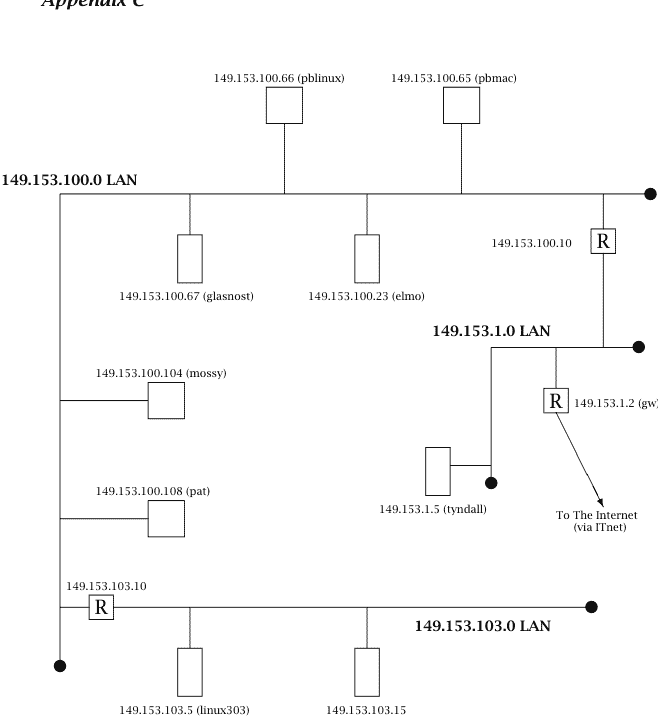 Appendix C
149.153.100.66 (pblinux)
149.153.100.65 (pbmac)
149.153.100.0 LAN
149.153.100.10
R
149.153.100.67 (glasnost)
149.153.100.23 (elmo)
149.153.1.0 LAN
149.153.100.104 (mossy)
R
149.153.1.2 (gw)
149.153.100.108 (pat)
149.153.1.5 (tyndall)
To The Internet
(via ITnet)
149.153.103.10
R
149.153.103.0 LAN
149.153.103.5 (linux303)
149.153.103.15